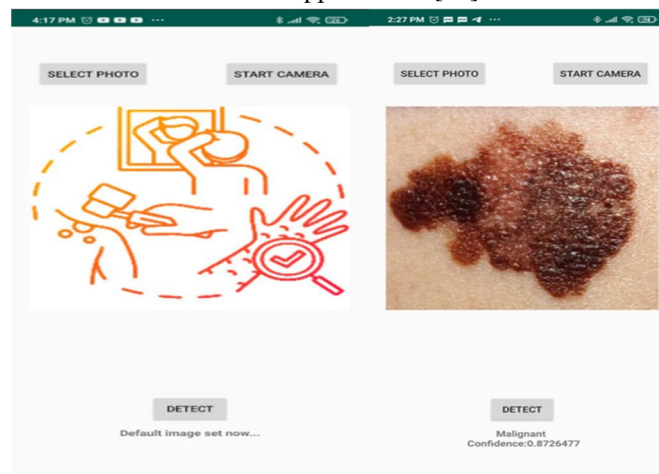 4:17 PM
SELECT PHOTO
START CAMERA
DETECT
Default image set now...
2:27 PM
SELECT PHOTO
START CAMERA
DETECT
Malignant
Confidence:0.8726477